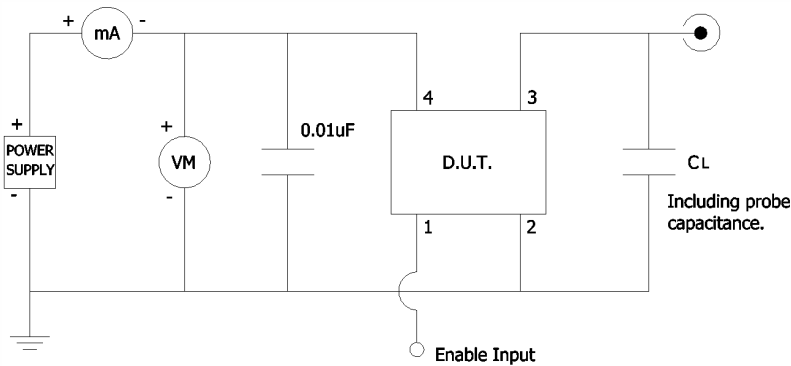 + mA -
4 3
0.01uF
+ + 
POWER
SUPPLY
VM
D.U.T.
CL
- -
Including probe
capacitance.
1 2
Enable Input